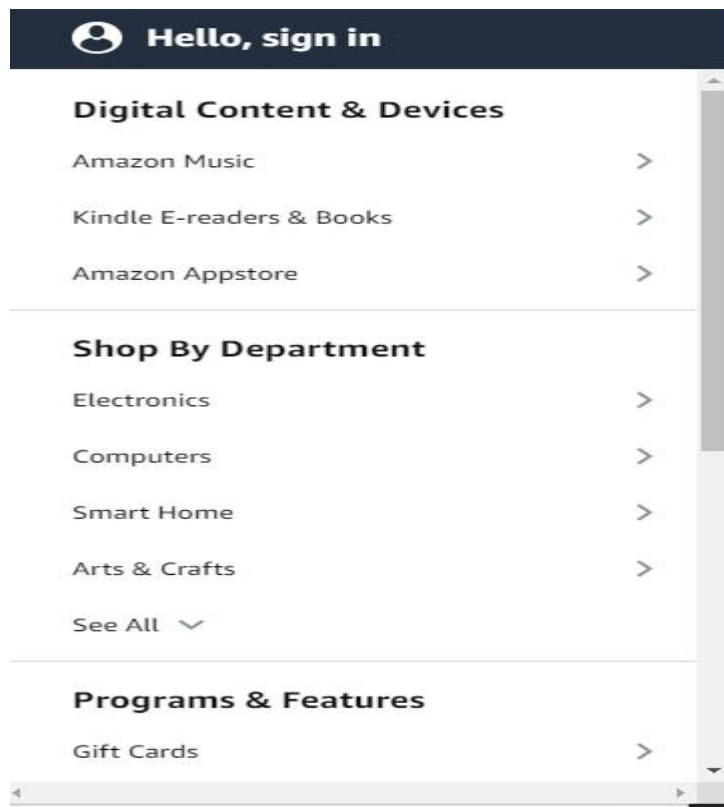 Hello, sign in
Digital Content & Devices
Amazon Music
Kindle E-readers & Books
Amazon Appstore
Shop By Department
Electronics
Computers
Smart Home
Arts & Crafts
See All
Programs & Features
Gift Cards